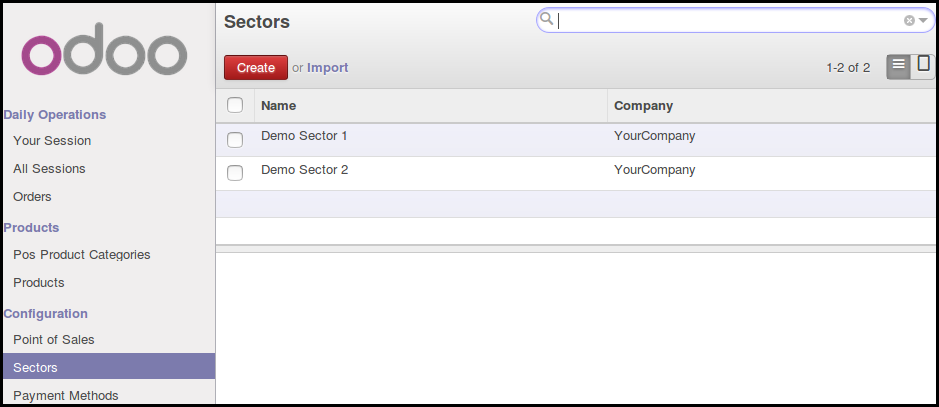 odoo
Daily Operations
Your Session
All Sessions
Orders
Products
Pos Product Categories
Products
Configuration
Point of Sales
Sectors
Payment Methods
Sectors
Create or Import
1-2 of 2
Name Company
Demo Sector 1 YourCompany
Demo Sector 2 YourCompany